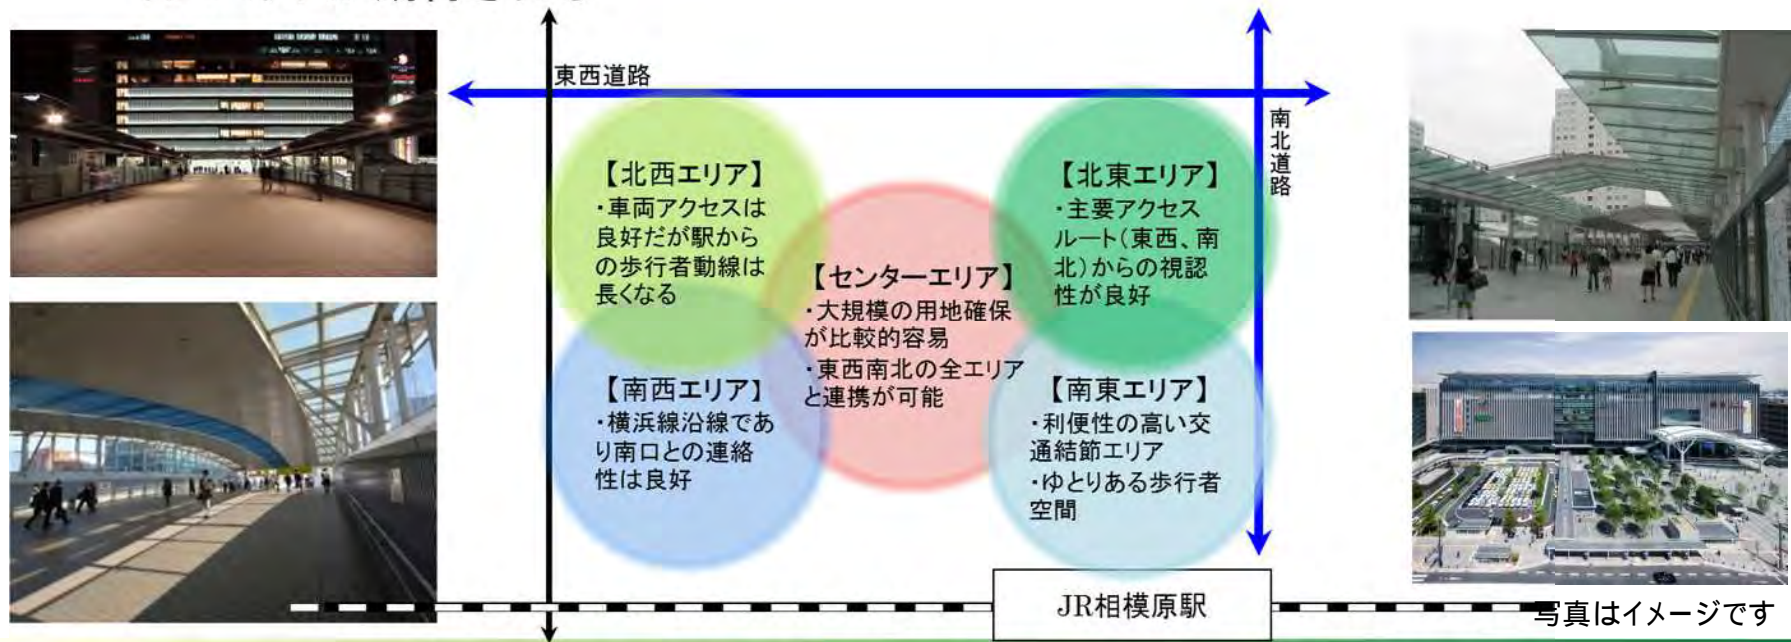 東西道路
南北道路
【北西エリア】
・車両アクセスは
良好だが駅から
の歩行者動線は
長くなる
【センターエリア】
・大規模の用地確保
が比較的容易
・東西南北の全エリア
と連携が可能
【北東エリア】
・主要アクセス
ルート(東西、南
北)からの視認
性が良好
【南西エリア】
・横浜線沿線であ
り南口との連絡
性は良好
【南東エリア】
・利便性の高い交
通結節エリア
・ゆとりある歩行者
空間
JR相模原駅
写真はイメージです